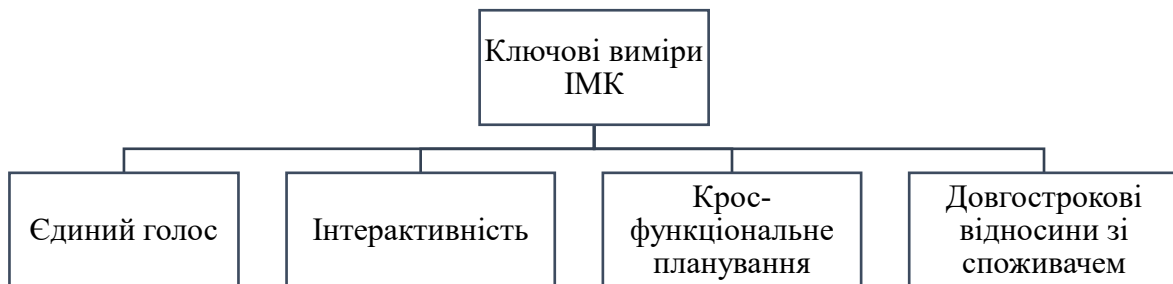 Ключові виміри
ІМК
Єдиний голос
Інтерактивність
Крос-
функціональне
планування
Довгострокові
відносини зі
споживачем